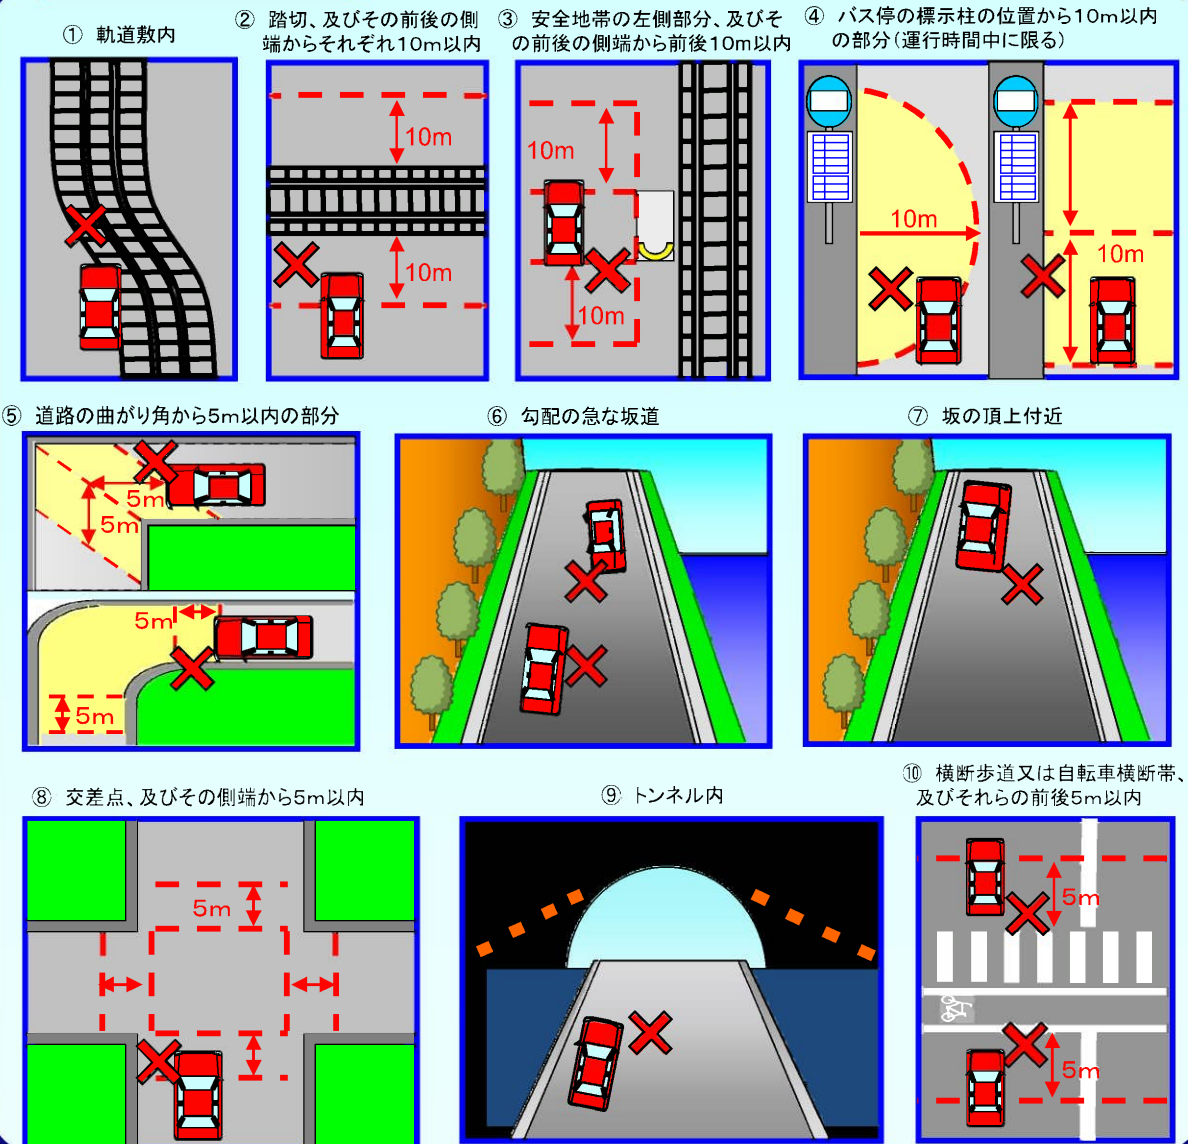 ① 軌道敷内
② 踏切、及びその前後の側
端からそれぞれ10m以内
③ 安全地帯の左側部分、及びそ
の前後の側端から前後10m以内
④ バス停の標示柱の位置から10m以内
の部分(運行時間中に限る)
10m
10m
10m
10m
10m
10m
⑤ 道路の曲がり角から5m以内の部分
⑥ 勾配の急な坂道
⑦ 坂の頂上付近
5m
5m
5m
5m
⑧ 交差点、及びその側端から5m以内
⑨ トンネル内
⑩ 横断歩道又は自転車横断帯、
及びそれらの前後5m以内
5m
5m
5m